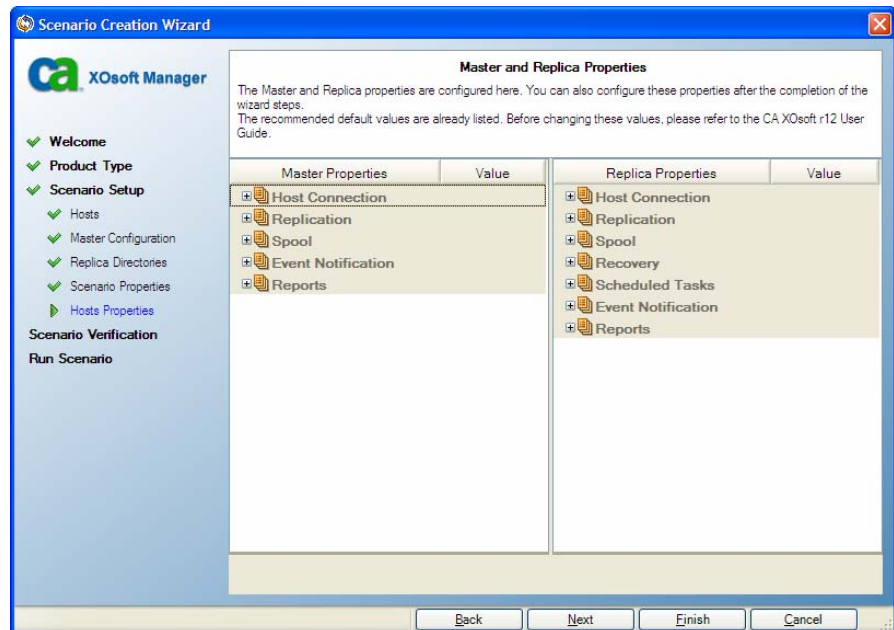 Scenario Creation Wizard
ca
XOsoft Manager
Welcome
Product Type
Scenario Setup
Hosts
Master Configuration
Replica Directories
Scenario Properties
Hosts Properties
Scenario Verification
Run Scenario
Master and Replica Properties
The Master and Replica properties are configured here. You can also configure these properties after the completion of the
wizard steps.
The recommended default values are already listed. Before changing these values, please refer to the CA XOsoft r12 User
Guide.
Master Properties Value
Host Connection
Replication
Spool
Event Notification
Reports
Replica Properties Value
Host Connection
Replication
Spool
Recovery
Scheduled Tasks
Event Notification
Reports
Back Next Finish Cancel